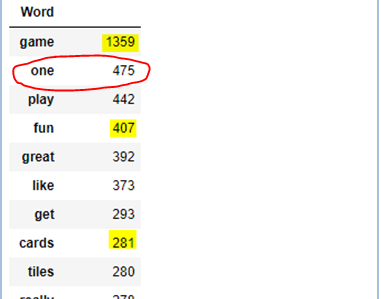 Word
game 1359
one 475
play 442
fun 407
great 392
like 373
get 293
cards 281
tiles 280